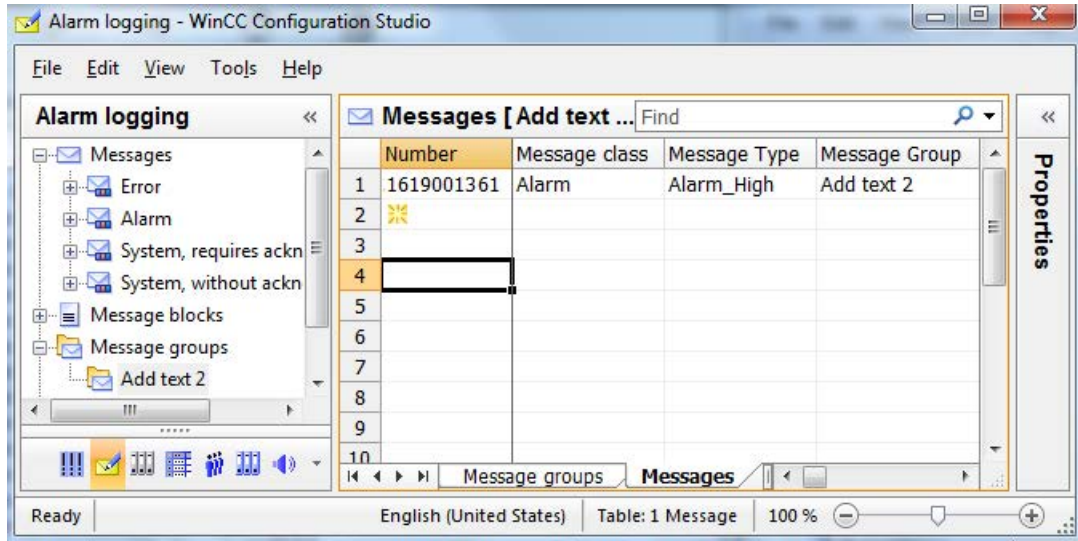 Alarm logging - WinCC Configuration Studio
File Edit View Tools Help
Alarm logging «
Messages
Error
Alarm
System, requires ackn
System, without ackn
Message blocks
Message groups
Add text 2
Messages [ Add text ... Find
Number Message class Message Type Message Group
1 1619001361 Alarm Alarm_High Add text 2
2
3
4
5
6
7
8
9
10
Message groups Messages
« Properties
Ready English (United States) Table: 1 Message 100 %